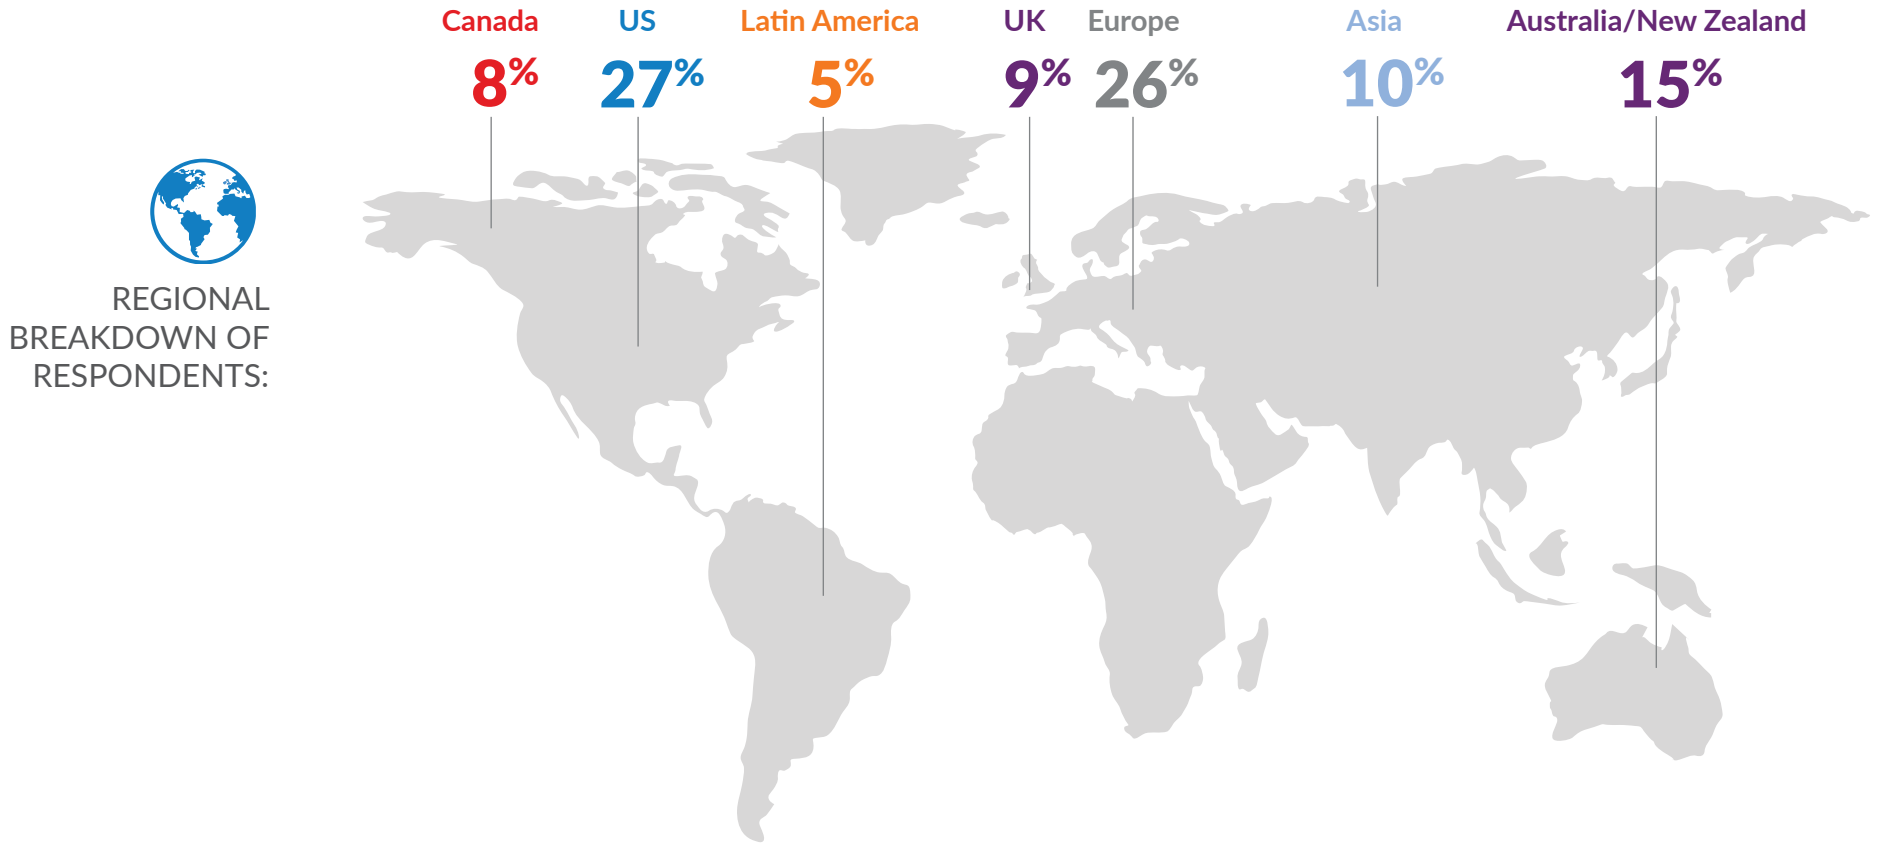 Canada US Latin America UK Europe Asia Australia/New Zealand
8% 27% 5% 9% 26% 10% 15%
REGIONAL
BREAKDOWN OF
RESPONDENTS: